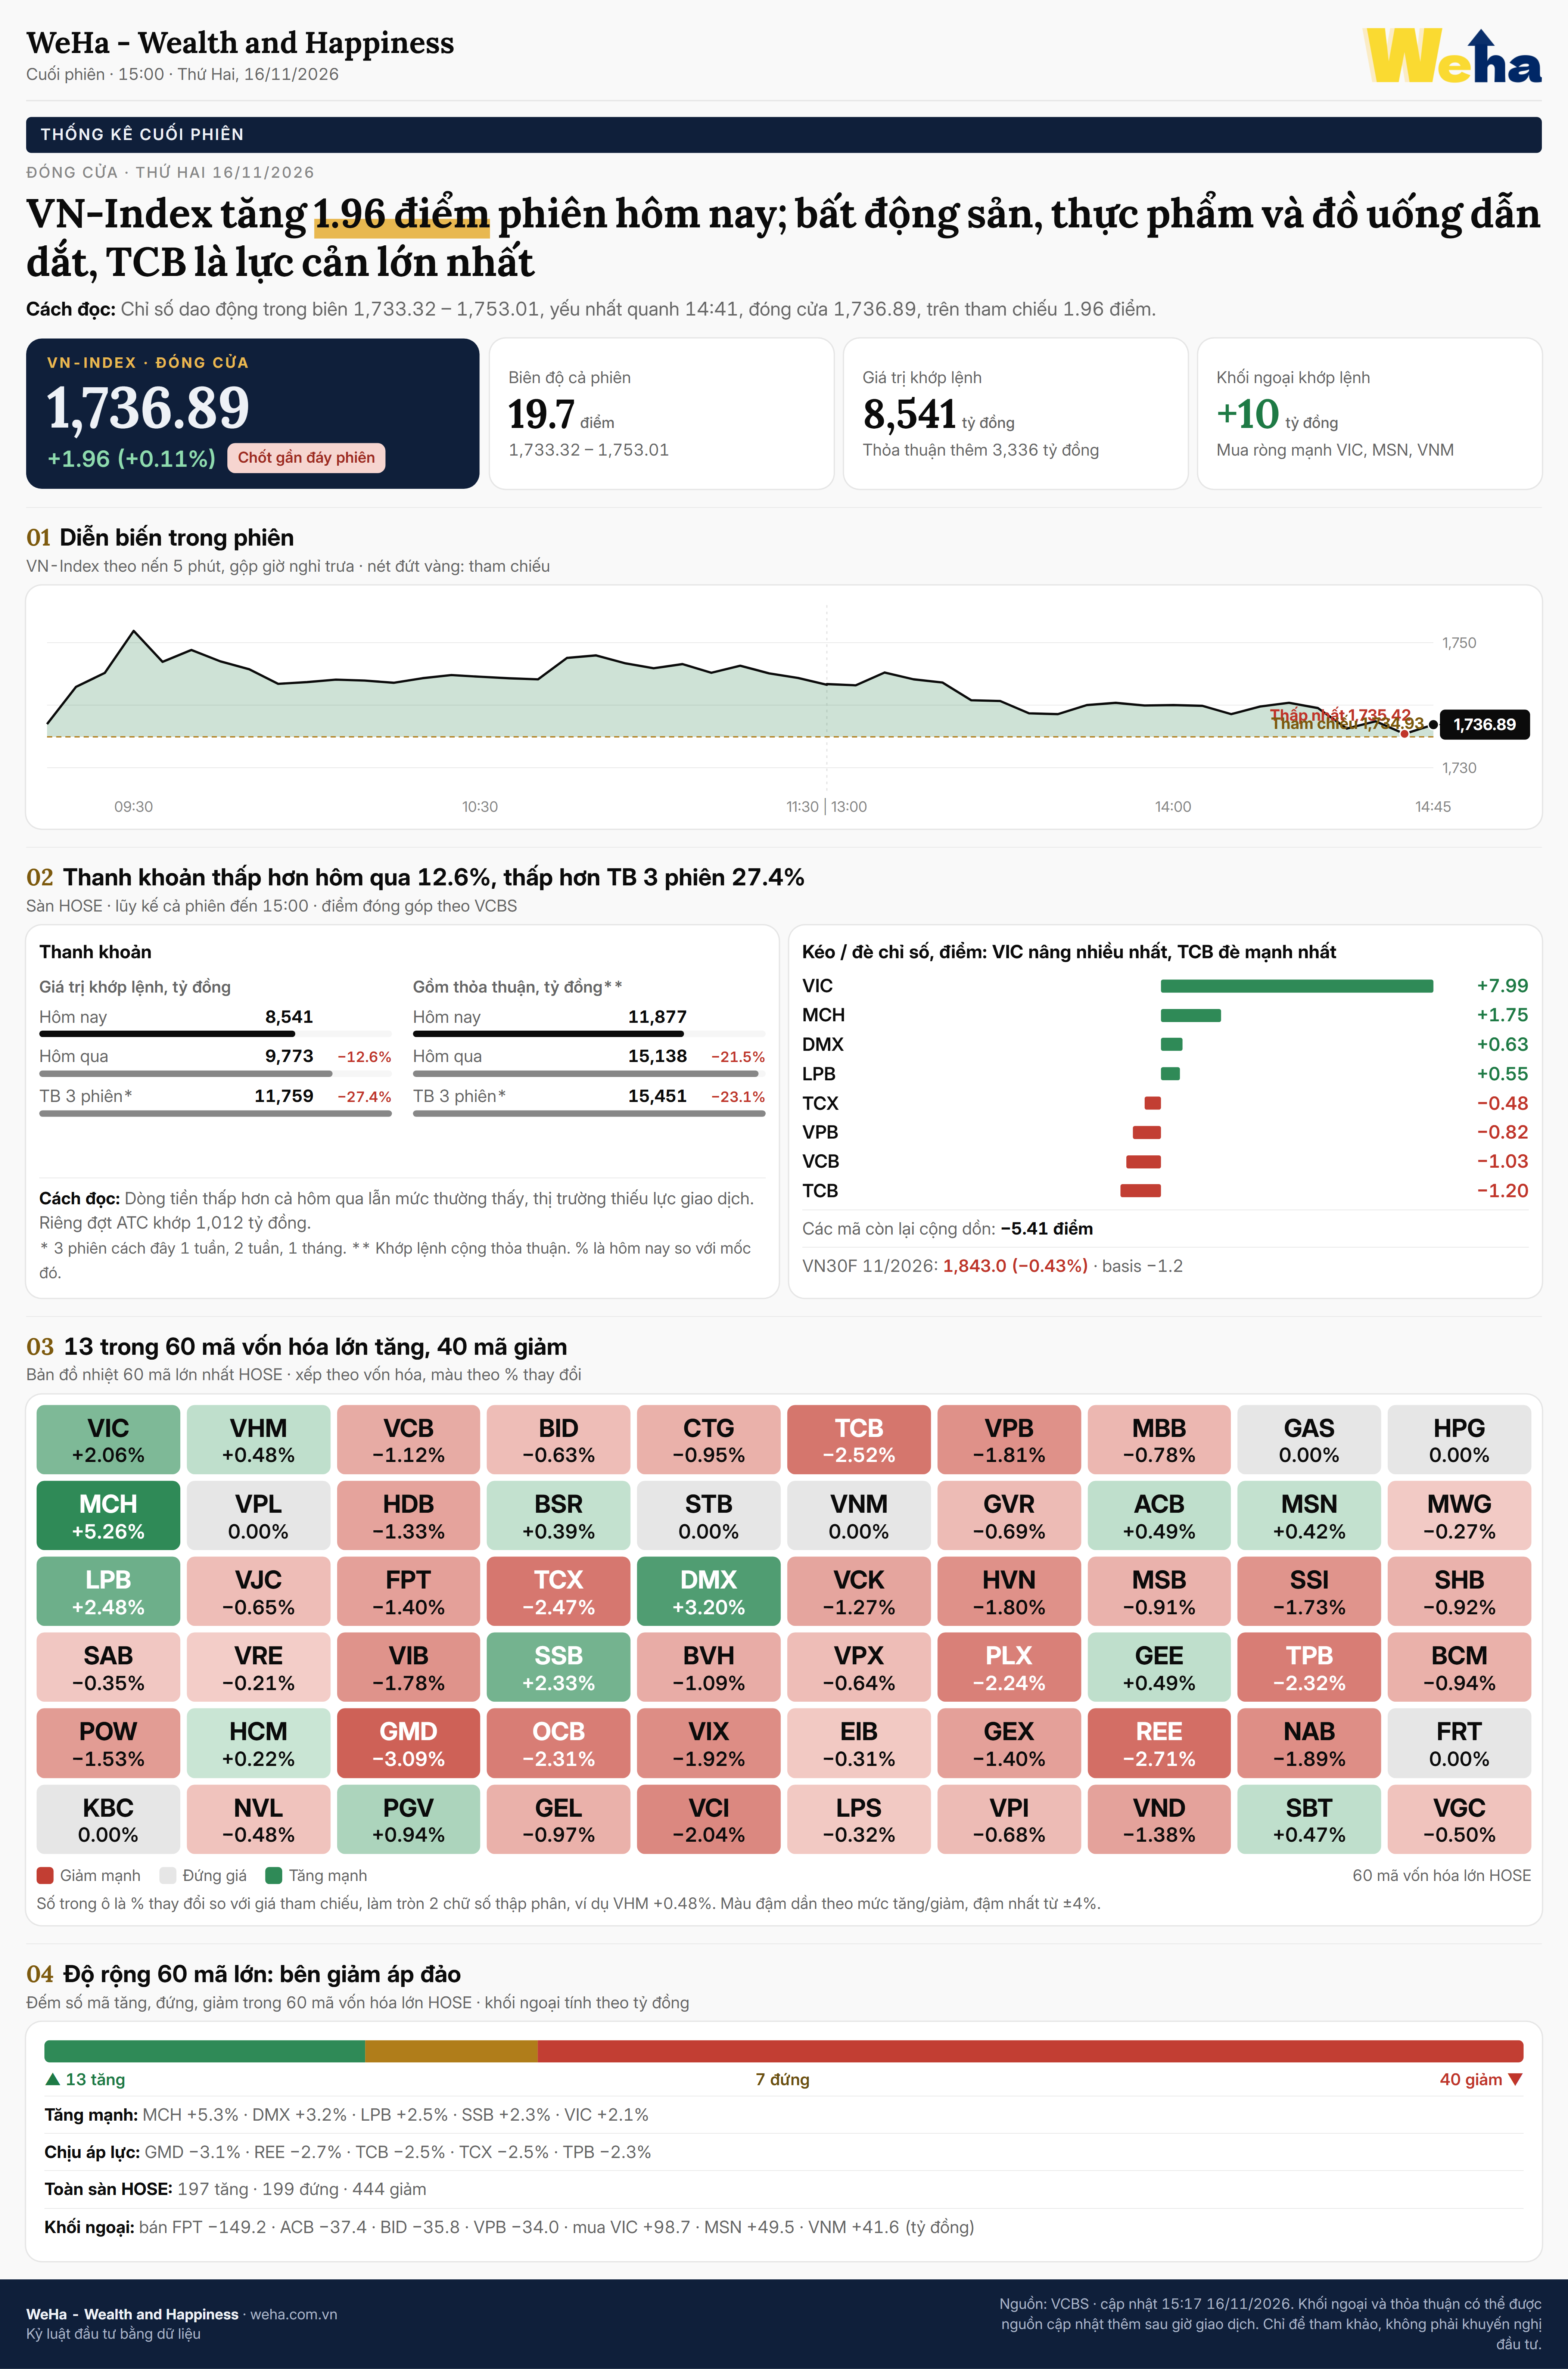 WeHa - Wealth and Happiness
Cuối phiên · 15:00 · Thứ Hai, 16/11/2026
Weha
THỐNG KÊ CUỐI PHIÊN
ĐÓNG CỬA · THỨ HAI 16/11/2026
VN-Index tăng 1.96 điểm phiên hôm nay; bất động sản, thực phẩm và đồ uống dẫn
dắt, TCB là lực cản lớn nhất
Cách đọc: Chỉ số dao động trong biên 1,733.32 – 1,753.01, yếu nhất quanh 14:41, đóng cửa 1,736.89, trên tham chiếu 1.96 điểm.
VN-INDEX · ĐÓNG CỬA
1,736.89
+1.96 (+0.11%) Chốt gần đáy phiên
Biên độ cả phiên
19.7 điểm
1,733.32 – 1,753.01
Giá trị khớp lệnh
8,541 tỷ đồng
Thỏa thuận thêm 3,336 tỷ đồng
Khối ngoại khớp lệnh
+10 tỷ đồng
Mua ròng mạnh VIC, MSN, VNM
01 Diễn biến trong phiên
VN-Index theo nến 5 phút, gộp giờ nghỉ trưa · nét đứt vàng: tham chiếu
1,750
Thấp nhất 1,735.42
Tham chiếu 1,734.93
1,736.89
1,730
09:30 10:30 11:30 | 13:00 14:00 14:45
02 Thanh khoản thấp hơn hôm qua 12.6%, thấp hơn TB 3 phiên 27.4%
Sàn HOSE · lũy kế cả phiên đến 15:00 · điểm đóng góp theo VCBS
Thanh khoản
Giá trị khớp lệnh, tỷ đồng
Hôm nay 8,541
Hôm qua 9,773 −12.6%
TB 3 phiên* 11,759 −27.4%
Gồm thỏa thuận, tỷ đồng**
Hôm nay 11,877
Hôm qua 15,138 −21.5%
TB 3 phiên* 15,451 −23.1%
Cách đọc: Dòng tiền thấp hơn cả hôm qua lẫn mức thường thấy, thị trường thiếu lực giao dịch.
Riêng đợt ATC khớp 1,012 tỷ đồng.
* 3 phiên cách đây 1 tuần, 2 tuần, 1 tháng. ** Khớp lệnh cộng thỏa thuận. % là hôm nay so với mốc
đó.
Kéo / đè chỉ số, điểm: VIC nâng nhiều nhất, TCB đè mạnh nhất
VIC +7.99
MCH +1.75
DMX +0.63
LPB +0.55
TCX −0.48
VPB −0.82
VCB −1.03
TCB −1.20
Các mã còn lại cộng dồn: −5.41 điểm
VN30F 11/2026: 1,843.0 (−0.43%) · basis −1.2
03 13 trong 60 mã vốn hóa lớn tăng, 40 mã giảm
Bản đồ nhiệt 60 mã lớn nhất HOSE · xếp theo vốn hóa, màu theo % thay đổi
VIC VHM VCB BID CTG TCB VPB MBB GAS HPG
+2.06% +0.48% −1.12% −0.63% −0.95% −2.52% −1.81% −0.78% 0.00% 0.00%
MCH VPL HDB BSR STB VNM GVR ACB MSN MWG
+5.26% 0.00% −1.33% +0.39% 0.00% 0.00% −0.69% +0.49% +0.42% −0.27%
LPB VJC FPT TCX DMX VCK HVN MSB SSI SHB
+2.48% −0.65% −1.40% −2.47% +3.20% −1.27% −1.80% −0.91% −1.73% −0.92%
SAB VRE VIB SSB BVH VPX PLX GEE TPB BCM
−0.35% −0.21% −1.78% +2.33% −1.09% −0.64% −2.24% +0.49% −2.32% −0.94%
POW HCM GMD OCB VIX EIB GEX REE NAB FRT
−1.53% +0.22% −3.09% −2.31% −1.92% −0.31% −1.40% −2.71% −1.89% 0.00%
KBC NVL PGV GEL VCI LPS VPI VND SBT VGC
0.00% −0.48% +0.94% −0.97% −2.04% −0.32% −0.68% −1.38% +0.47% −0.50%
Giảm mạnh Đứng giá Tăng mạnh 60 mã vốn hóa lớn HOSE
Số trong ô là % thay đổi so với giá tham chiếu, làm tròn 2 chữ số thập phân, ví dụ VHM +0.48%. Màu đậm dần theo mức tăng/giảm, đậm nhất từ ±4%.
04 Độ rộng 60 mã lớn: bên giảm áp đảo
Đếm số mã tăng, đứng, giảm trong 60 mã vốn hóa lớn HOSE · khối ngoại tính theo tỷ đồng
▲ 13 tăng 7 đứng 40 giảm ▼
Tăng mạnh: MCH +5.3% · DMX +3.2% · LPB +2.5% · SSB +2.3% · VIC +2.1%
Chịu áp lực: GMD −3.1% · REE −2.7% · TCB −2.5% · TCX −2.5% · TPB −2.3%
Toàn sàn HOSE: 197 tăng · 199 đứng · 444 giảm
Khối ngoại: bán FPT −149.2 · ACB −37.4 · BID −35.8 · VPB −34.0 · mua VIC +98.7 · MSN +49.5 · VNM +41.6 (tỷ đồng)
WeHa - Wealth and Happiness · weha.com.vn
Kỷ luật đầu tư bằng dữ liệu
Nguồn: VCBS · cập nhật 15:17 16/11/2026. Khối ngoại và thỏa thuận có thể được
nguồn cập nhật thêm sau giờ giao dịch. Chỉ để tham khảo, không phải khuyến nghị
đầu tư.